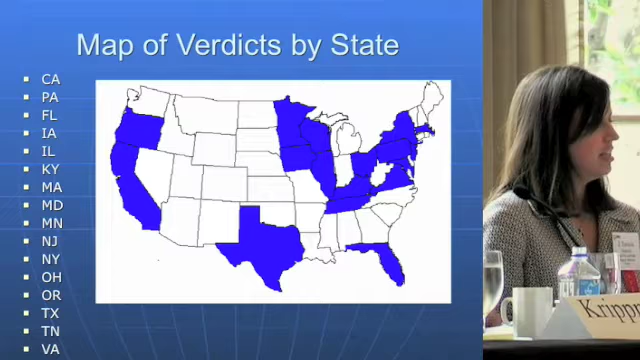 Map of Verdicts by State
CA
PA
FL
IA
IL
KY
MA
MD
MN
NJ
NY
OH
OR
TX
TN
VA